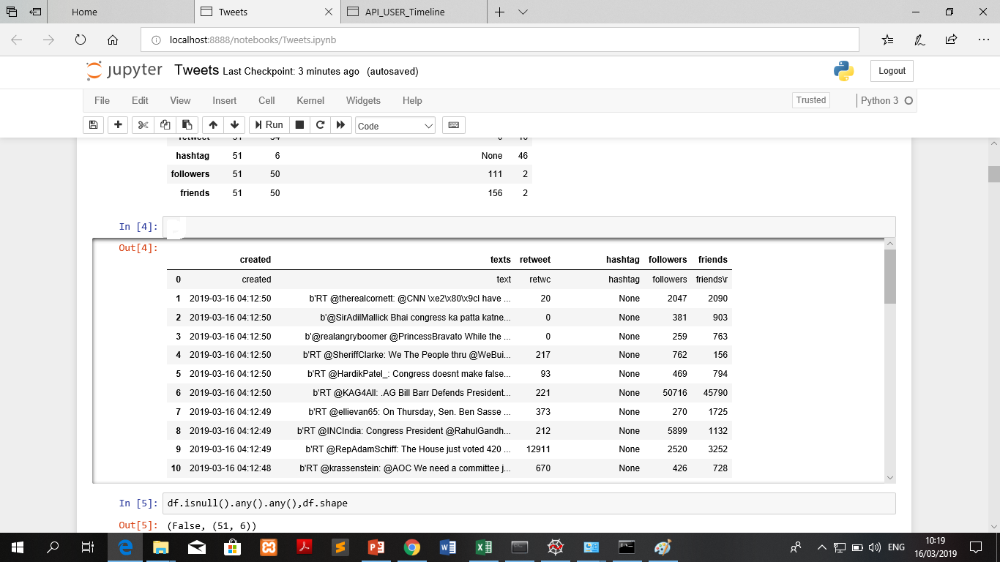 Home Tweets API_USER_Timeline
localhost:8888/notebooks/Tweets.ipynb
jupyter Tweets Last Checkpoint: 3 minutes ago (autosaved) Logout
File Edit View Insert Cell Kernel Widgets Help Trusted Python 3
Run Code
hashtag 51 6 None 46
followers 51 50 111 2
friends 51 50 156 2
In [4]:
Out[4]:
created texts retweet hashtag followers friends
0 created text retwc hashtag followers friends\r
1 2019-03-16 04:12:50 b'RT @therealcornett: @CNN \xe2\x80\x9cI have ... 20 None 2047 2090
2 2019-03-16 04:12:50 b'@SirAdilMallick Bhai congress ka patta katne... 0 None 381 903
3 2019-03-16 04:12:50 b'@realangryboomer @PrincessBravato While the ... 0 None 259 763
4 2019-03-16 04:12:50 b'RT @SheriffClarke: We The People thru @WeBui... 217 None 762 156
5 2019-03-16 04:12:50 b'RT @HardikPatel_: Congress doesnt make false... 93 None 469 794
6 2019-03-16 04:12:50 b'RT @KAG4All: .AG Bill Barr Defends President... 221 None 50716 45790
7 2019-03-16 04:12:49 b'RT @ellievan65: On Thursday, Sen. Ben Sasse ... 373 None 270 1725
8 2019-03-16 04:12:49 b'RT @INCIndia: Congress President @RahulGandh... 212 None 5899 1132
9 2019-03-16 04:12:49 b'RT @RepAdamSchiff: The House just voted 420 ... 12911 None 2520 3252
10 2019-03-16 04:12:48 b'RT @krassenstein: @AOC We need a committee j... 670 None 426 728
In [5]: df.isnull().any().any(),df.shape
Out[5]: (False, (51, 6))
ENG 10:19
16/03/2019